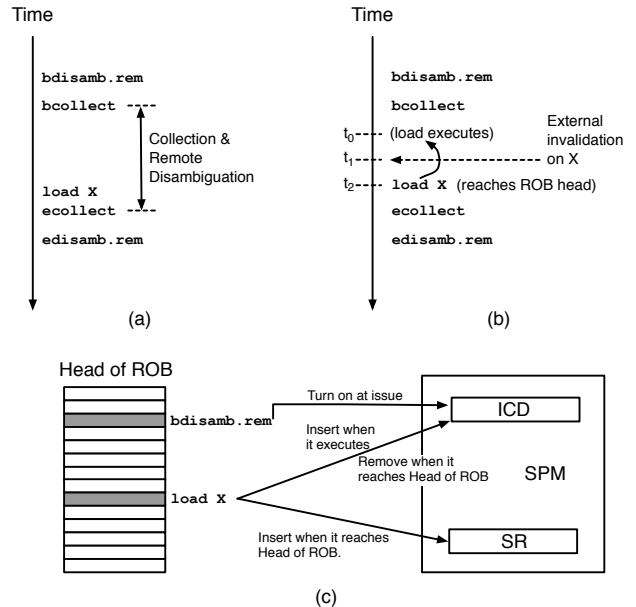 Time
bdisamb.rem
bcollect
Collection &
Remote
Disambiguation
load X
ecollect
edisamb.rem
(a)
Time
bdisamb.rem
bcollect
t0 (load executes)
External
invalidation
on X
t1
t2 load X (reaches ROB head)
ecollect
edisamb.rem
(b)
Head of ROB
bdisamb.rem
Turn on at issue
ICD
Insert when
it executes
Remove when it
reaches Head of ROB
SPM
load X
Insert when it reaches
Head of ROB.
SR
(c)